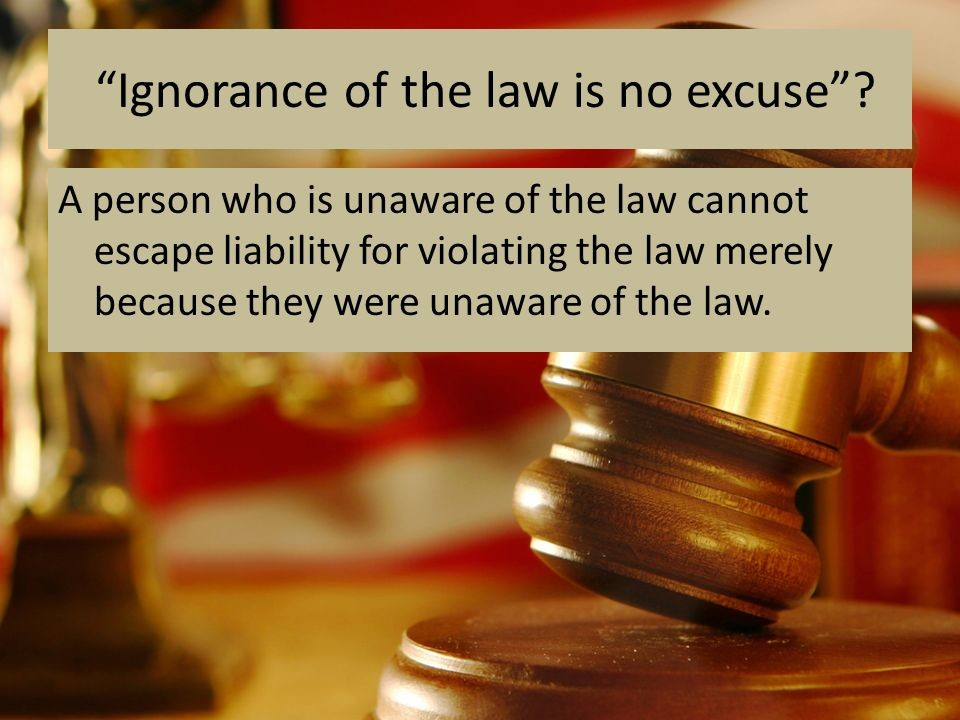 “Ignorance of the law is no excuse”?
A person who is unaware of the law cannot
escape liability for violating the law merely
because they were unaware of the law.